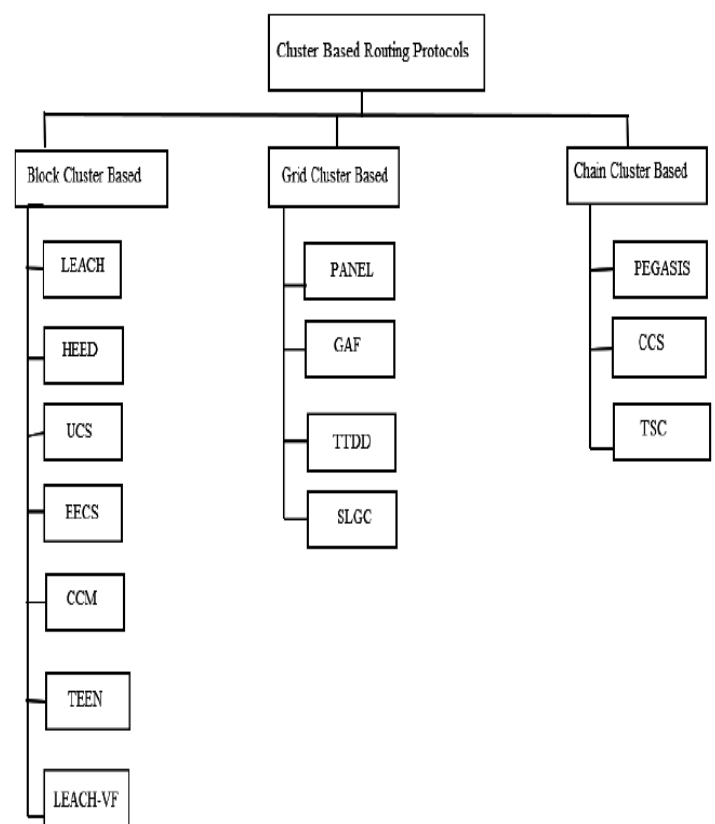 Cluster Based Routing Protocols
Block Cluster Based
LEACH
HEED
UCS
EECS
CCM
TEEN
LEACH-VF
Grid Cluster Based
PANEL
GAF
TTDD
SLGC
Chain Cluster Based
PEGASIS
CCS
TSC